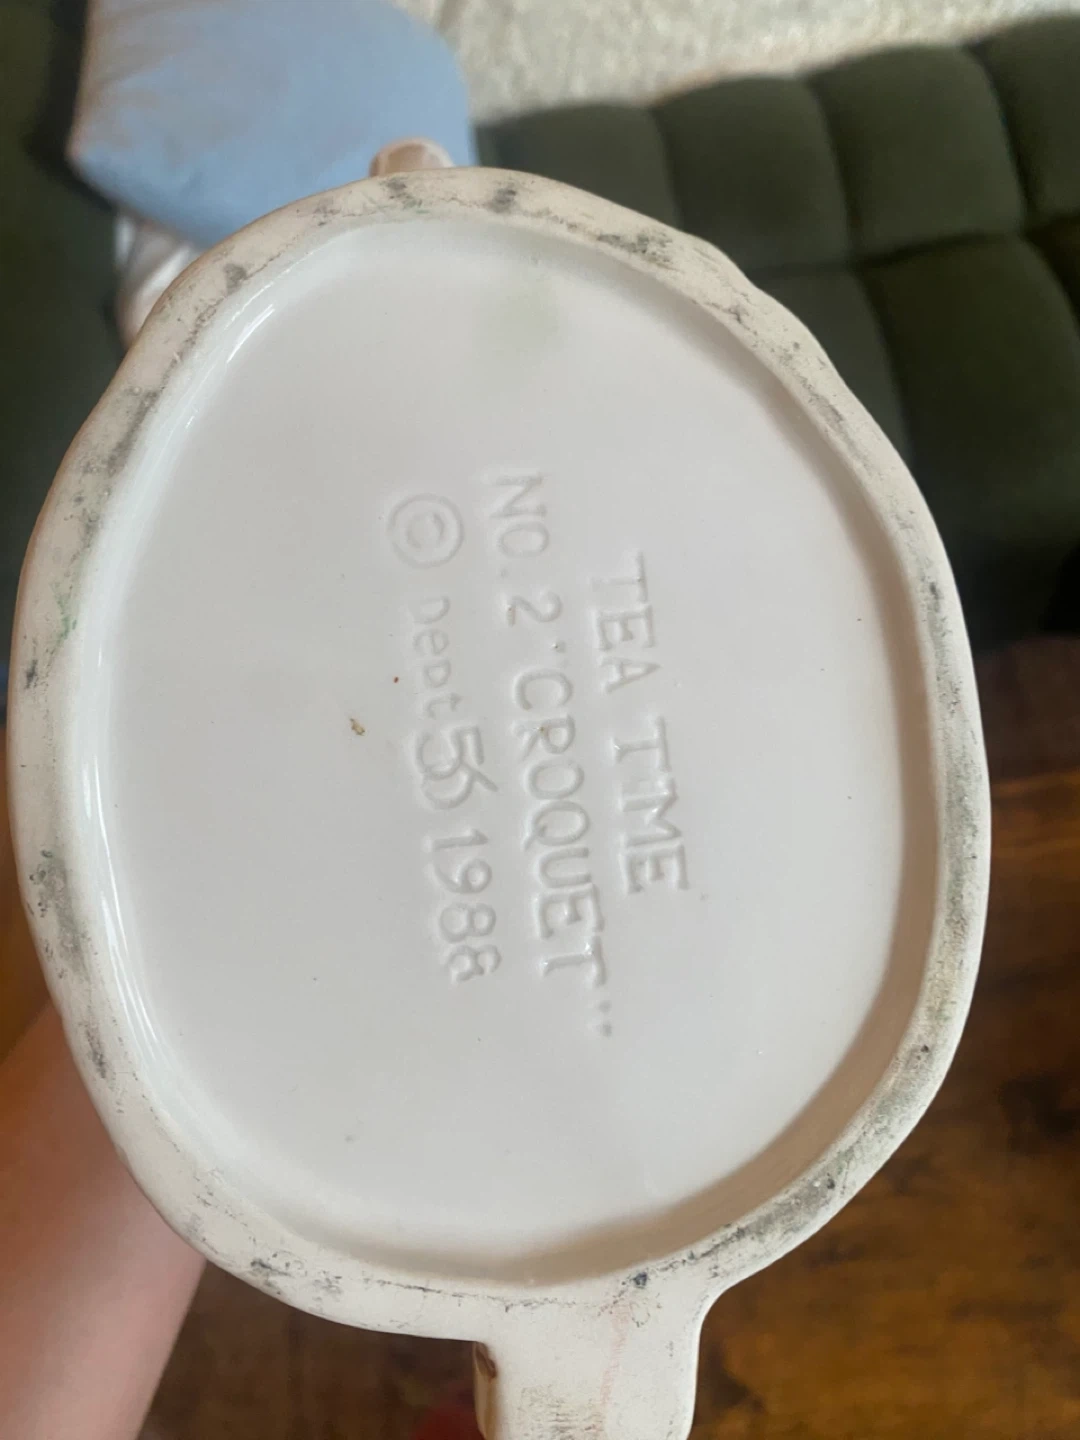 TEA TIME
NO. 2 "CROQUET"
© Dept 56 1988